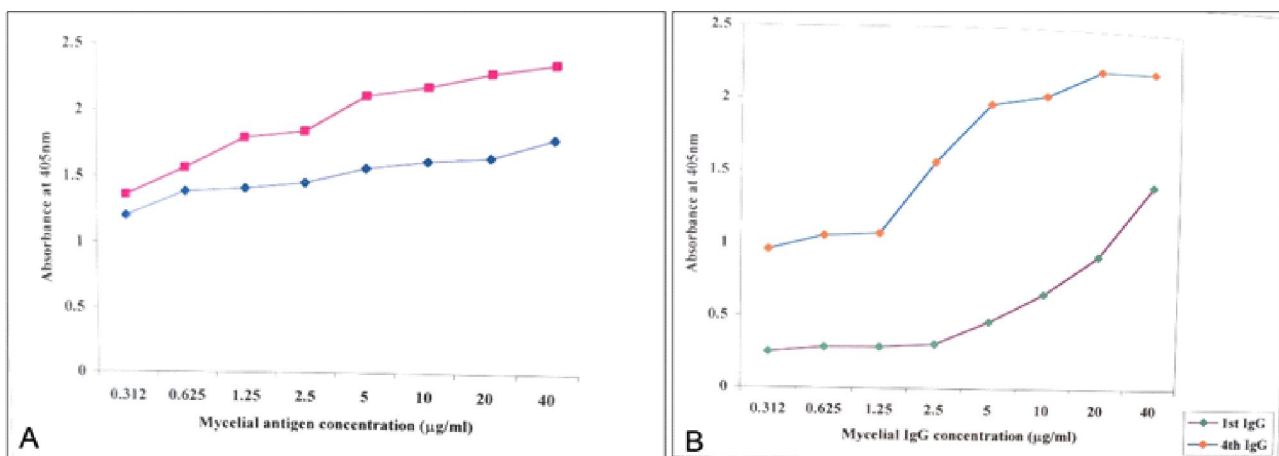 2.5
2
1.5
1
0.5
0
Absorbance at 405nm
0.312 0.625 1.25 2.5 5 10 20 40
Mycelial antigen concentration (µg/ml)
A
2.5
2
1.5
1
0.5
0
Absorbance at 405nm
0.312 0.625 1.25 2.5 5 10 20 40
Mycelial IgG concentration (µg/ml)
B
1st IgG
4th IgG